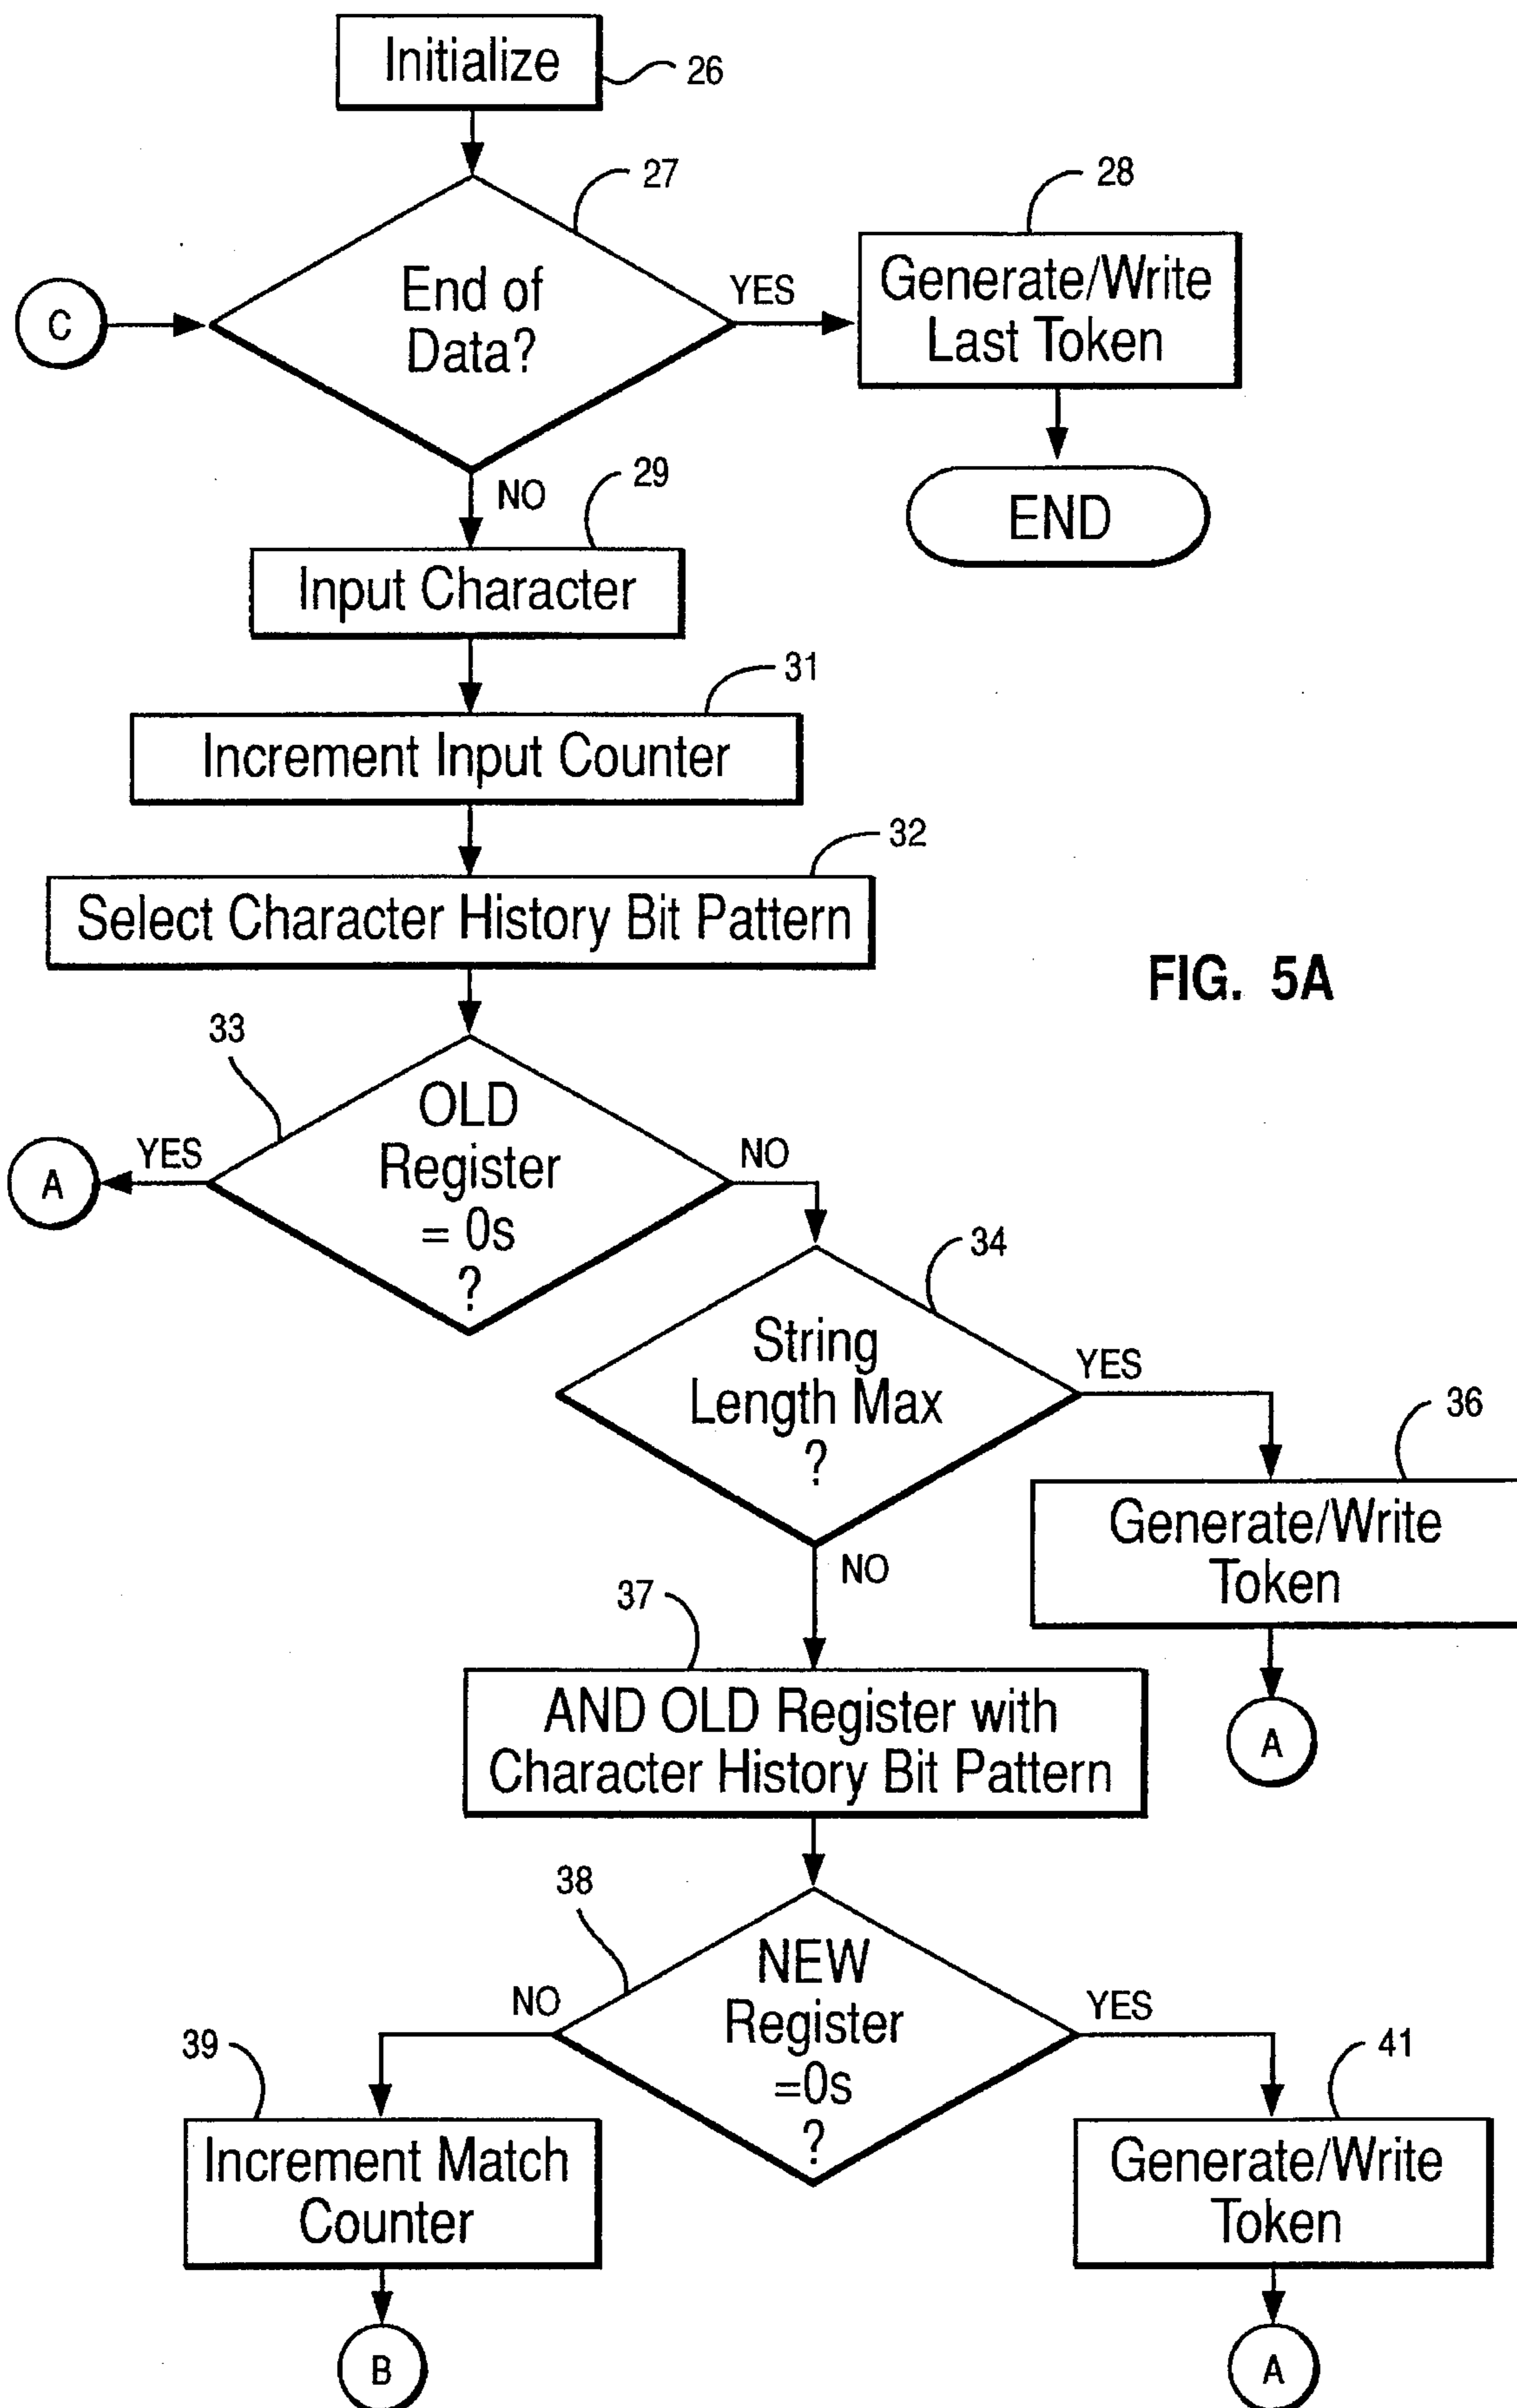 Initialize
26
27
28
End of
Data?
C
YES
Generate/Write
Last Token
NO
29
END
Input Character
31
Increment Input Counter
32
Select Character History Bit Pattern
FIG. 5A
33
OLD
Register
= 0s
?
A
YES
NO
34
String
Length Max
?
YES
36
Generate/Write
Token
NO
37
A
AND OLD Register with
Character History Bit Pattern
38
NEW
Register
=0s
?
NO
YES
39
41
Increment Match
Counter
Generate/Write
Token
B
A